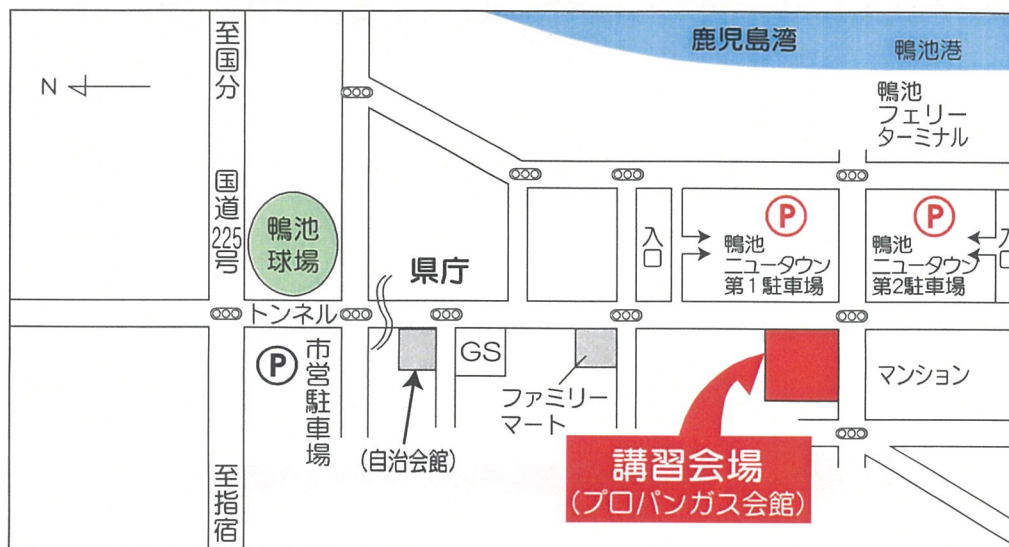 至国分
N
国道225号
鴨池
球場
鹿児島湾
鴨池港
鴨池
フェリー
ターミナル
県庁
入口
P
鴨池
ニュータウン
第1駐車場
P
鴨池
ニュータウン
第2駐車場
入口
トンネル
P
市営駐車場
GS
ファミリー
マート
(自治会館)
マンション
講習会場
(プロパンガス会館)
至指宿